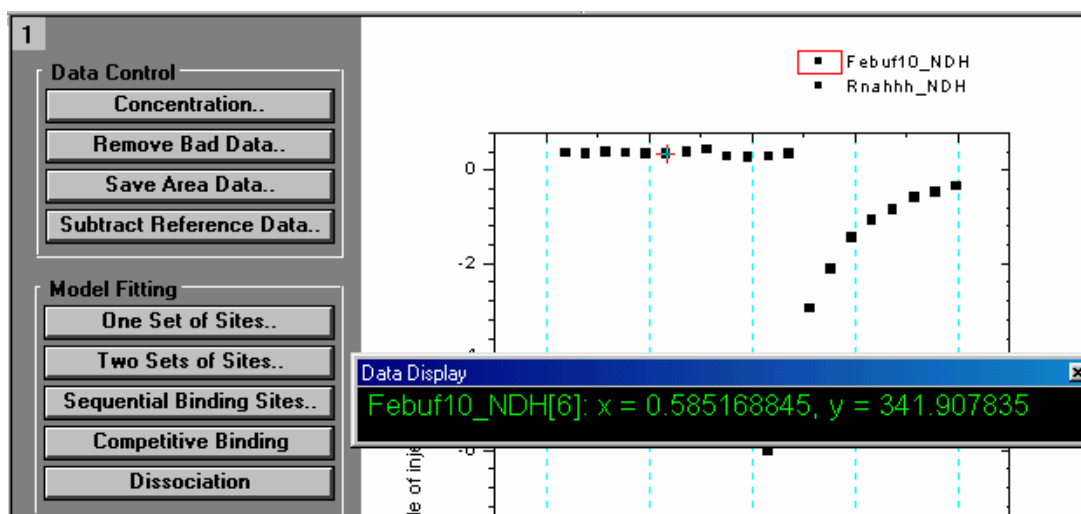 1
Data Control
Concentration..
Remove Bad Data..
Save Area Data..
Subtract Reference Data..
Model Fitting
One Set of Sites..
Two Sets of Sites..
Sequential Binding Sites..
Competitive Binding
Dissociation
Febuf10_NDH
Rnahhh_NDH
0
-2
Data Display
Febuf10_NDH[6]: x = 0.585168845, y = 341.907835